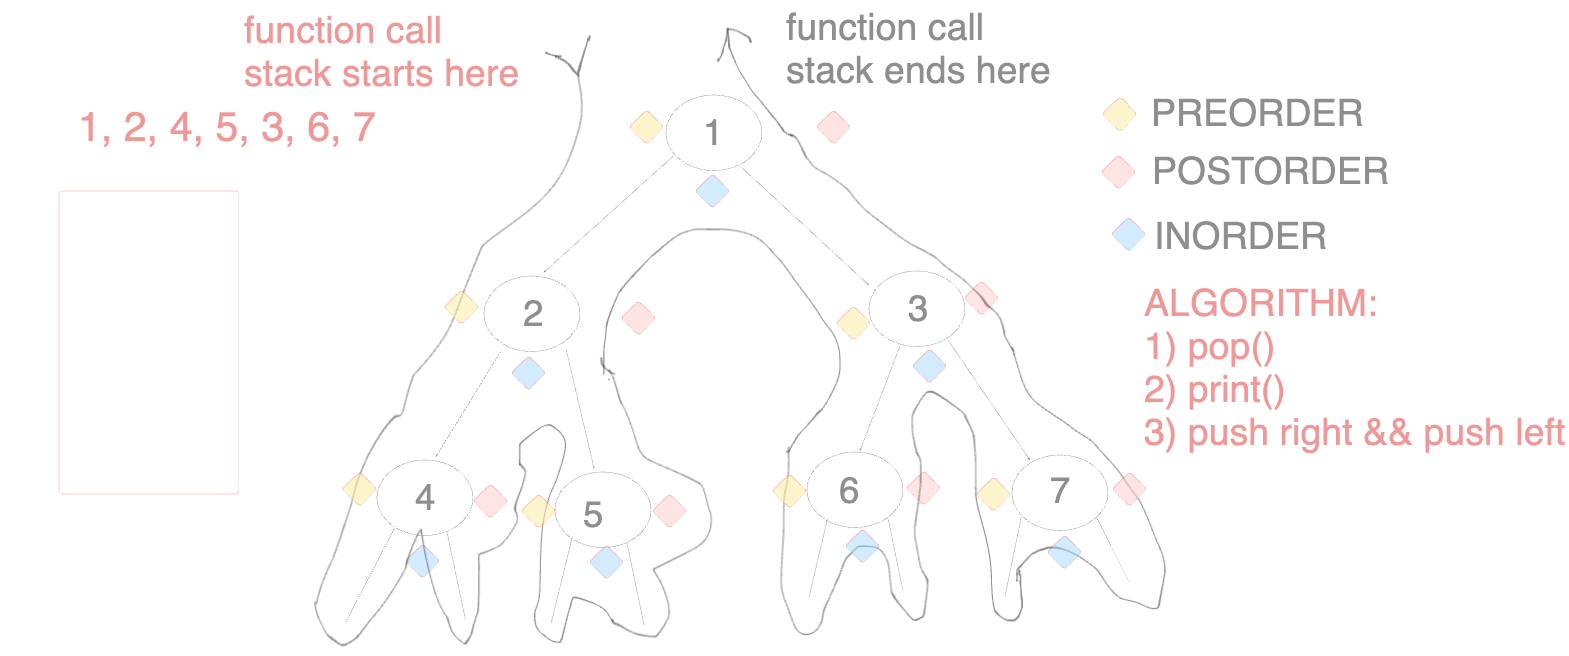 function call
stack starts here
function call
stack ends here
1, 2, 4, 5, 3, 6, 7
1
PREORDER
POSTORDER
INORDER
2
3
ALGORITHM:
1) pop()
2) print()
3) push right && push left
4
5
6
7